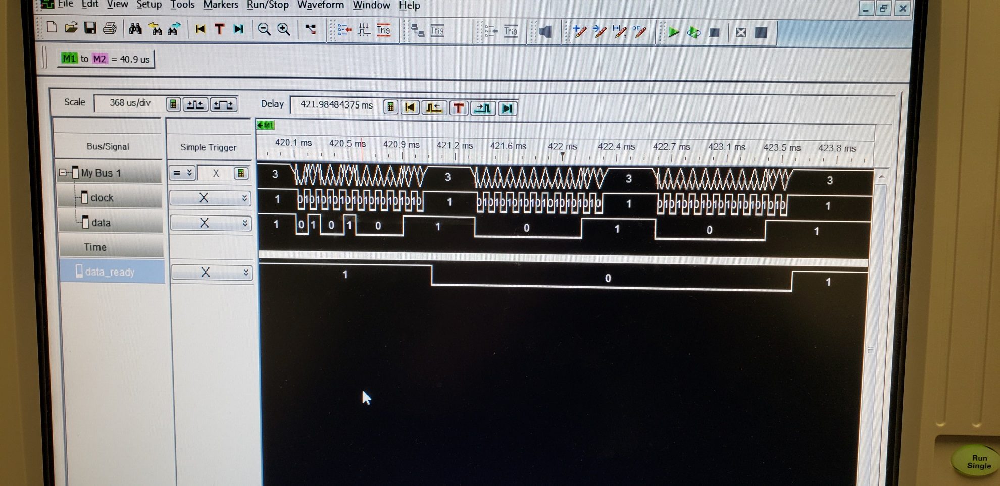 File Edit View Setup Tools Markers Run/Stop Waveform Window Help
Trig Trig Trig
M1 to M2 = 40.9 us
Scale 368 us/div Delay 421.98484375 ms T
M1
Bus/Signal Simple Trigger 420.1 ms 420.5 ms 420.9 ms 421.2 ms 421.6 ms 422 ms 422.4 ms 422.7 ms 423.1 ms 423.5 ms 423.8 ms
My Bus 1 = X 3 3 3 3
clock X 1 1 1 1
data X 1 0 1 0 1 0 1 0 1 0 1
Time
data_ready X 1 0 1
Run
Single